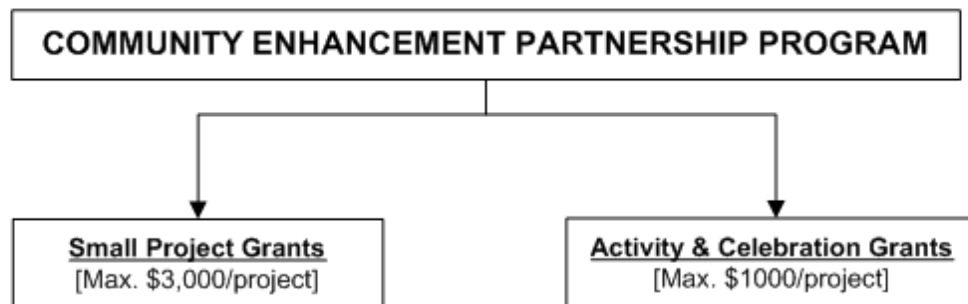 COMMUNITY ENHANCEMENT PARTNERSHIP PROGRAM
Small Project Grants
[Max. $3,000/project]
Activity & Celebration Grants
[Max. $1000/project]